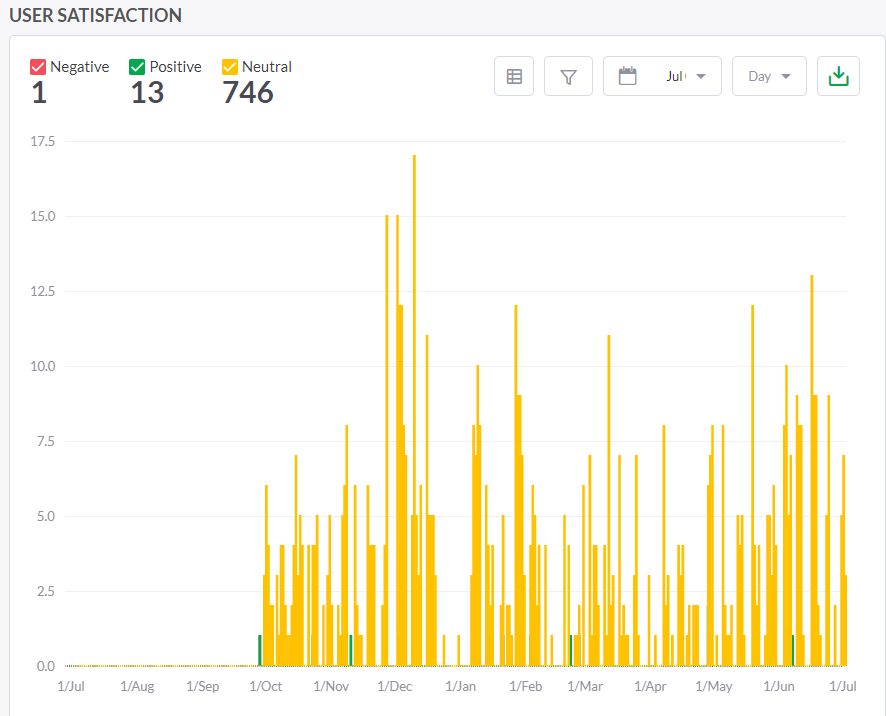 USER SATISFACTION
Negative Positive Neutral
1 13 746
Jul Day
17.5
15.0
12.5
10.0
7.5
5.0
2.5
0.0
1/Jul 1/Aug 1/Sep 1/Oct 1/Nov 1/Dec 1/Jan 1/Feb 1/Mar 1/Apr 1/May 1/Jun 1/Jul